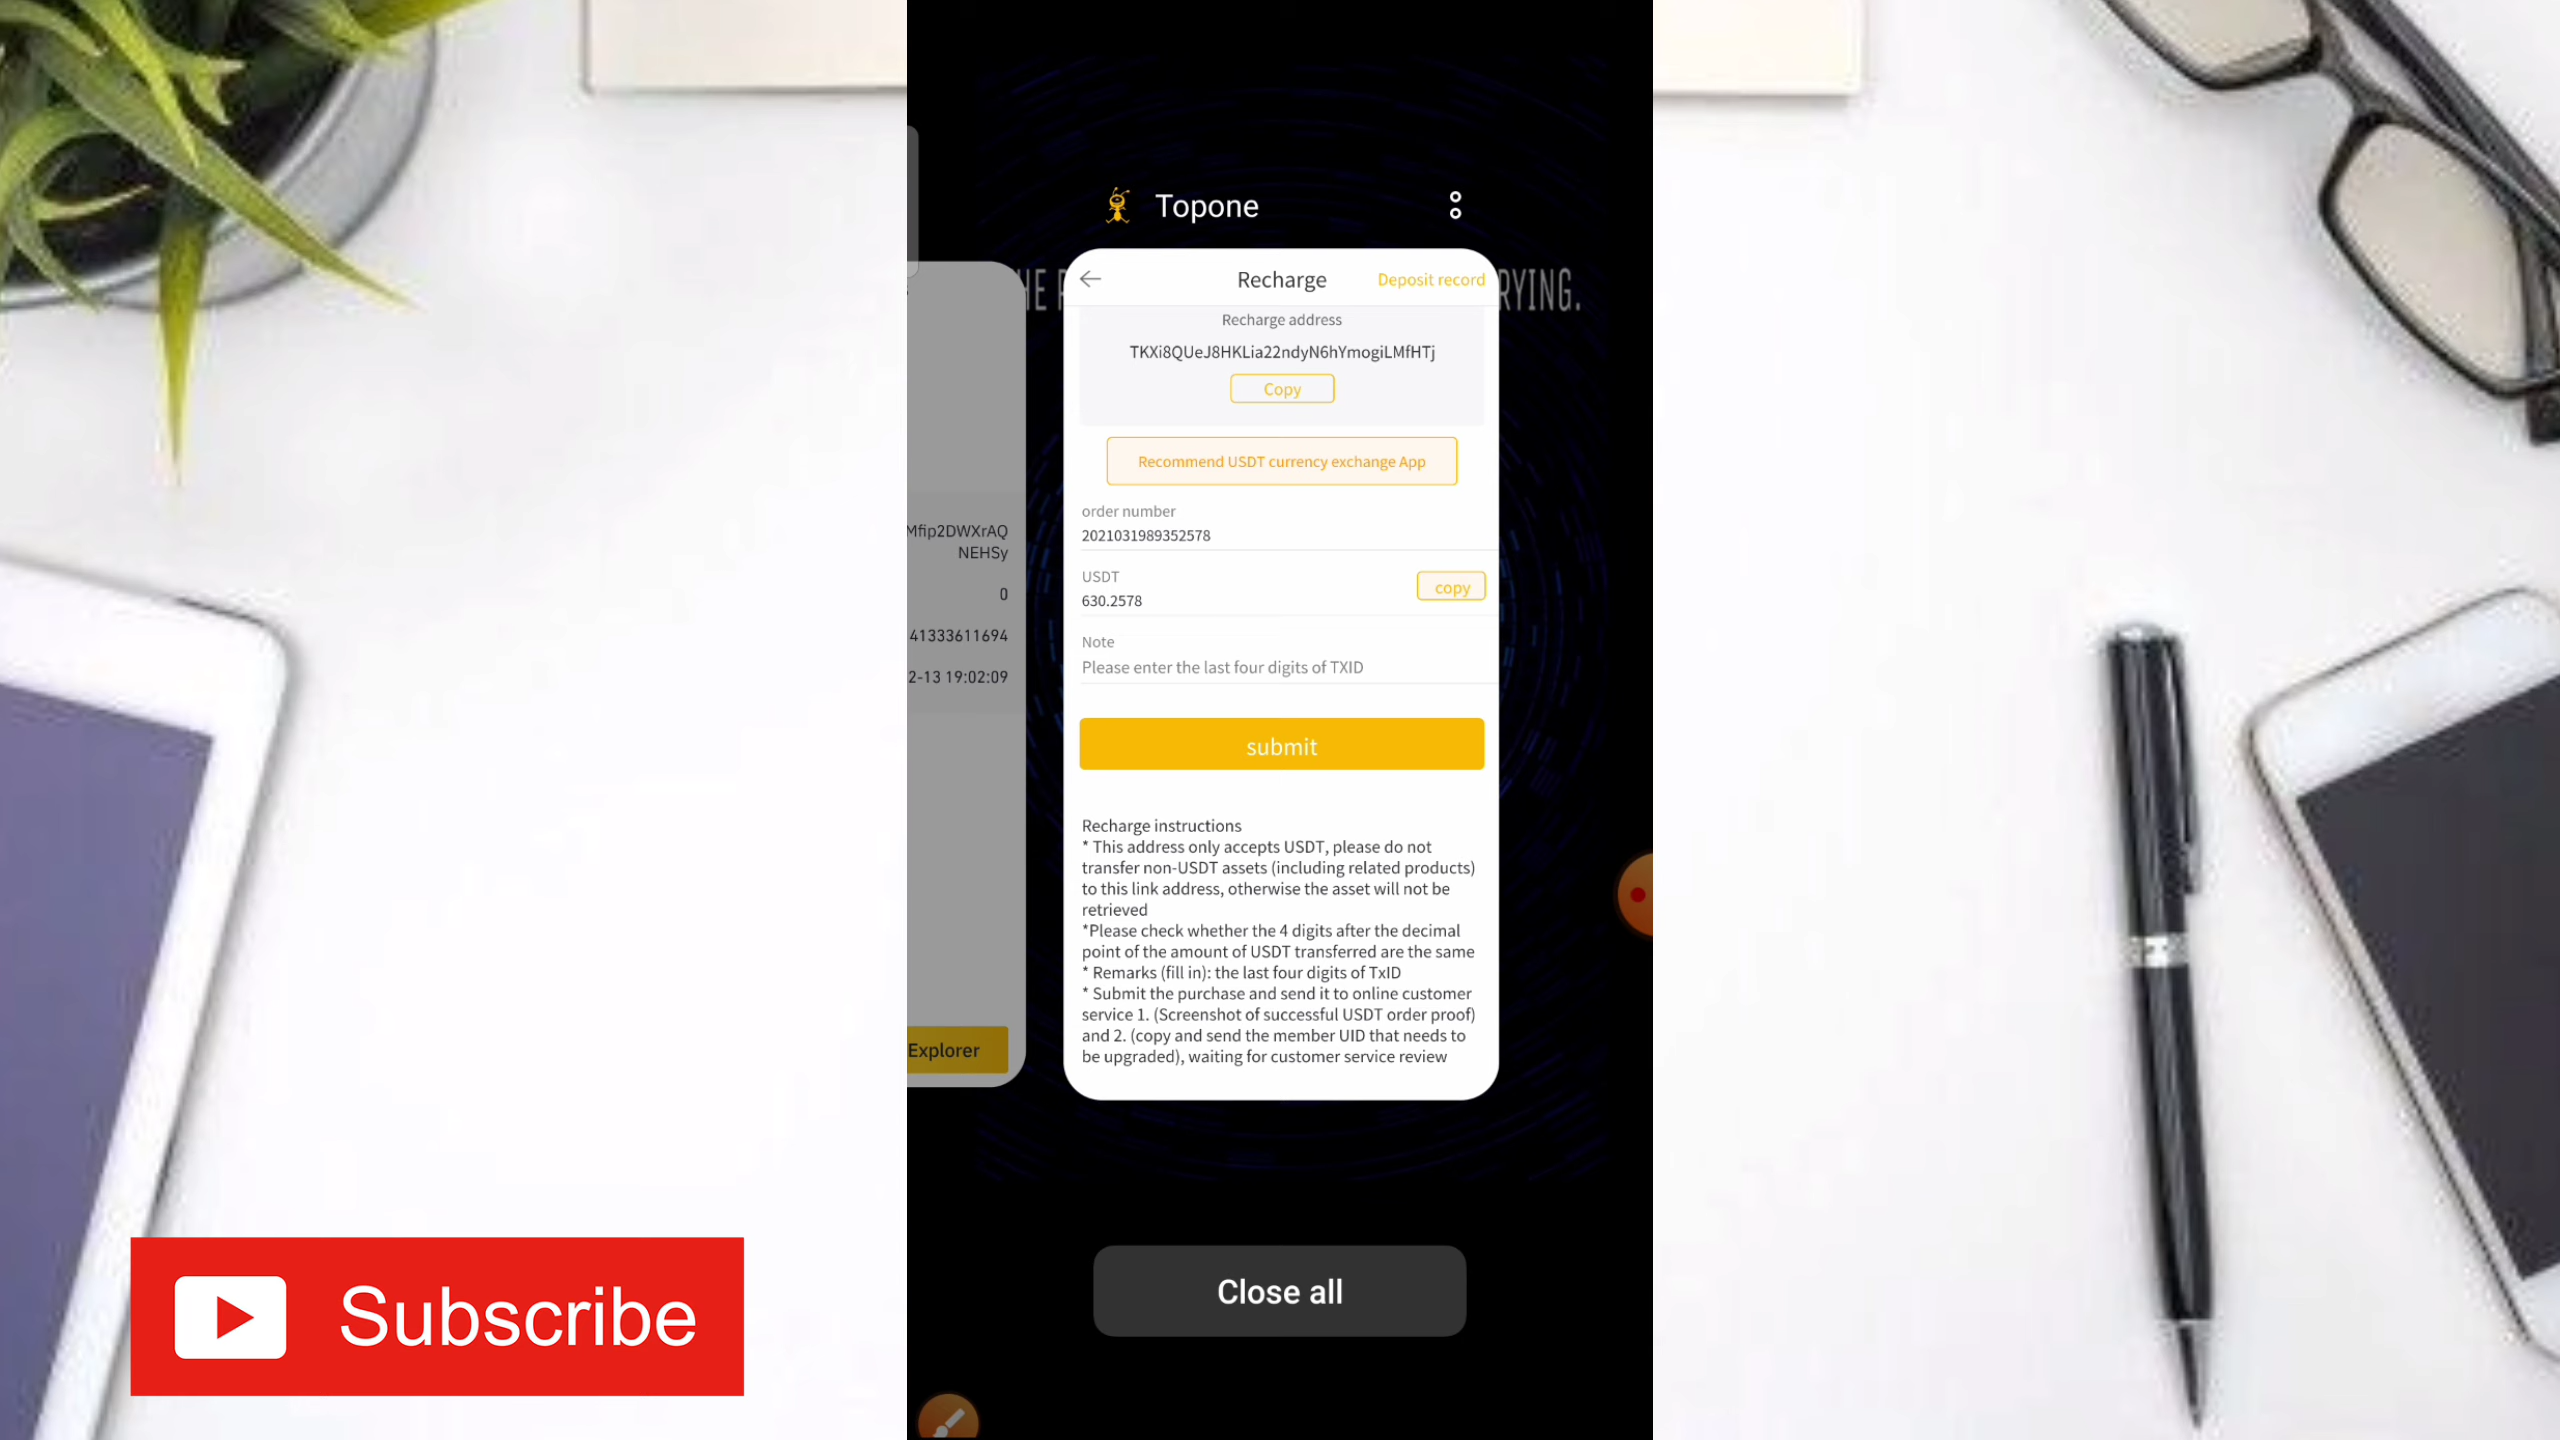 Topone
HE
RYING.
Recharge
Deposit record
Recharge address
TKXi8QUeJ8HKLia22ndyN6hYmogiLMfHTj
Copy
Recommend USDT currency exchange App
order number
2021031989352578
USDT
630.2578
copy
Note
Please enter the last four digits of TXID
submit
Recharge instructions
* This address only accepts USDT, please do not
transfer non-USDT assets (including related products)
to this link address, otherwise the asset will not be
retrieved
*Please check whether the 4 digits after the decimal
point of the amount of USDT transferred are the same
* Remarks (fill in): the last four digits of TxID
* Submit the purchase and send it to online customer
service 1. (Screenshot of successful USDT order proof)
and 2. (copy and send the member UID that needs to
be upgraded), waiting for customer service review
Mfip2DWXrAQ
NEHSy
0
41333611694
2-13 19:02:09
Explorer
Close all
Subscribe